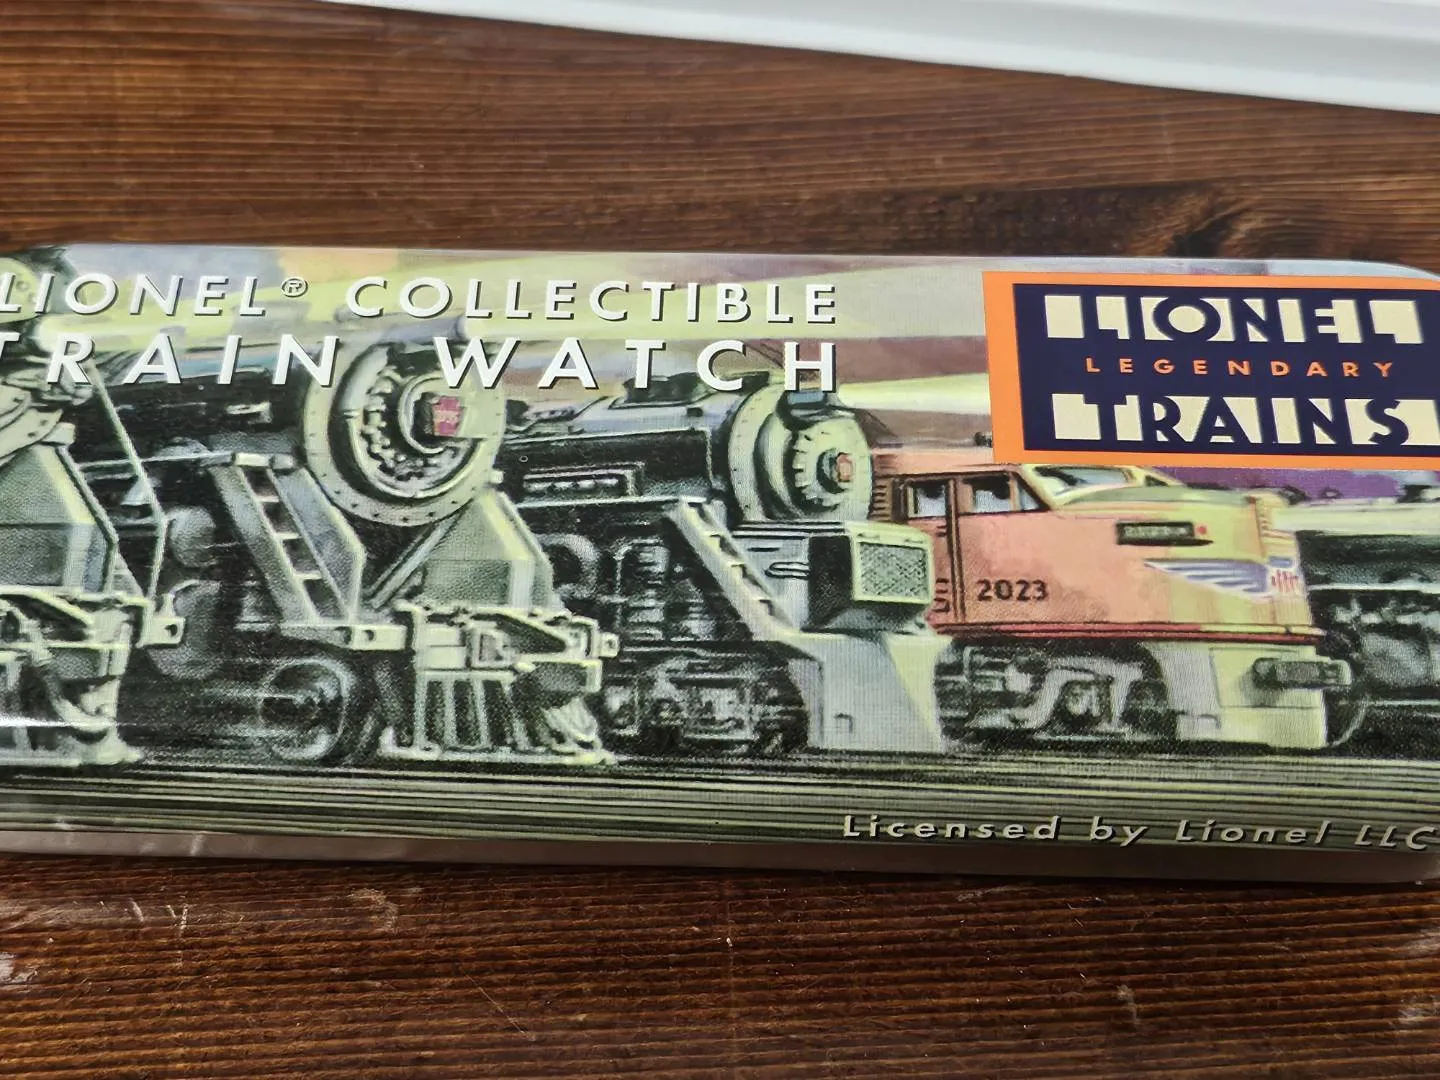 LIONEL® COLLECTIBLE
TRAIN WATCH
LIONEL
LEGENDARY
TRAINS
2023
Licensed by Lionel LLC